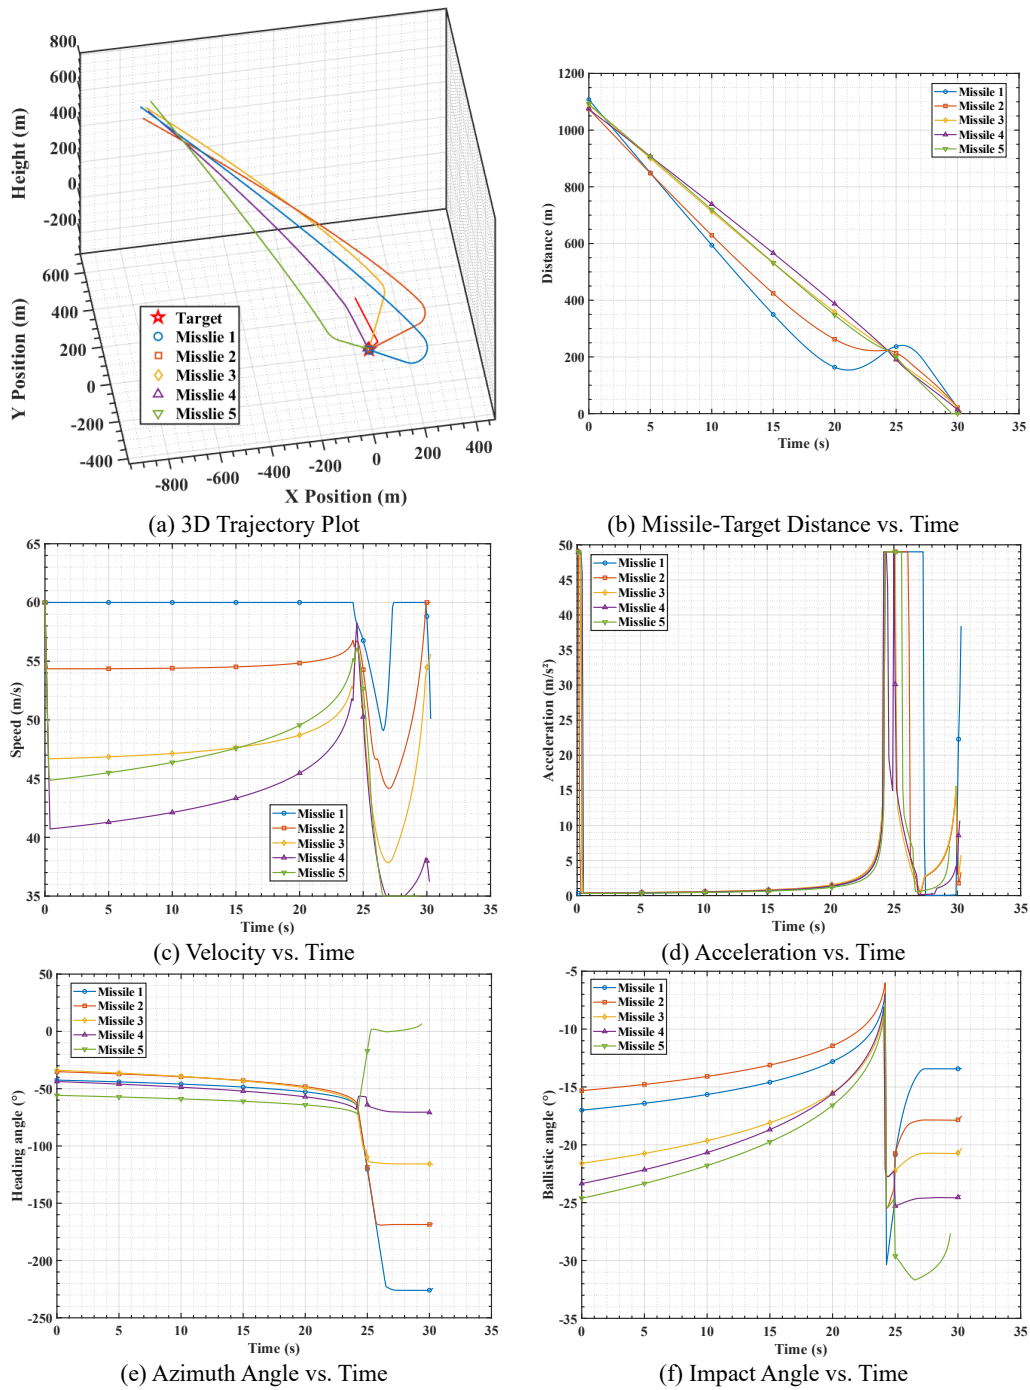 800
600
400
200
0
-200
Height (m)
600
400
200
0
-200
-400
Y Position (m)
-800
-600
-400
-200
0
200
400
X Position (m)
Target
Misslie 1
Misslie 2
Misslie 3
Misslie 4
Misslie 5
(a) 3D Trajectory Plot
1200
1000
800
600
400
200
0
Distance (m)
0 5 10 15 20 25 30 35
Time (s)
Missile 1
Missile 2
Missile 3
Missile 4
Missile 5
(b) Missile-Target Distance vs. Time
65
60
55
50
45
40
35
Speed (m/s)
0 5 10 15 20 25 30 35
Time (s)
Misslie 1
Misslie 2
Misslie 3
Misslie 4
Misslie 5
(c) Velocity vs. Time
50
45
40
35
30
25
20
15
10
5
0
Acceleration (m/s²)
0 5 10 15 20 25 30 35
Time (s)
Misslie 1
Misslie 2
Misslie 3
Misslie 4
Misslie 5
(d) Acceleration vs. Time
50
0
-50
-100
-150
-200
-250
Heading angle (°)
0 5 10 15 20 25 30 35
Time (s)
Missile 1
Missile 2
Missile 3
Missile 4
Missile 5
(e) Azimuth Angle vs. Time
-5
-10
-15
-20
-25
-30
-35
Ballistic angle (°)
0 5 10 15 20 25 30 35
Time (s)
Missile 1
Missile 2
Missile 3
Missile 4
Missile 5
(f) Impact Angle vs. Time